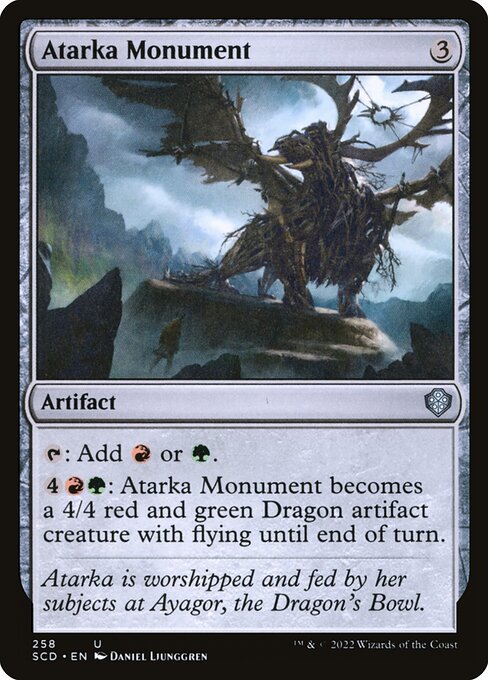 Atarka Monument 3
Artifact
: Add or .
4 : Atarka Monument becomes
a 4/4 red and green Dragon artifact
creature with flying until end of turn.
Atarka is worshipped and fed by her
subjects at Ayagor, the Dragon's Bowl.
258 U
SCD • EN Daniel Ljunggren
™ & © 2022 Wizards of the Coast